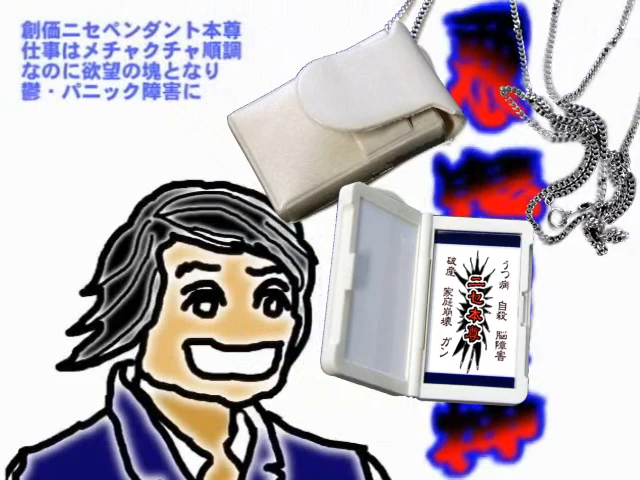 創価ニセペンダント本尊
仕事はメチャクチャ順調
なのに欲望の塊となり
鬱・パニック障害に
うつ病 自殺 脳障害
ニセ本尊
破産 家庭崩壊 ガン